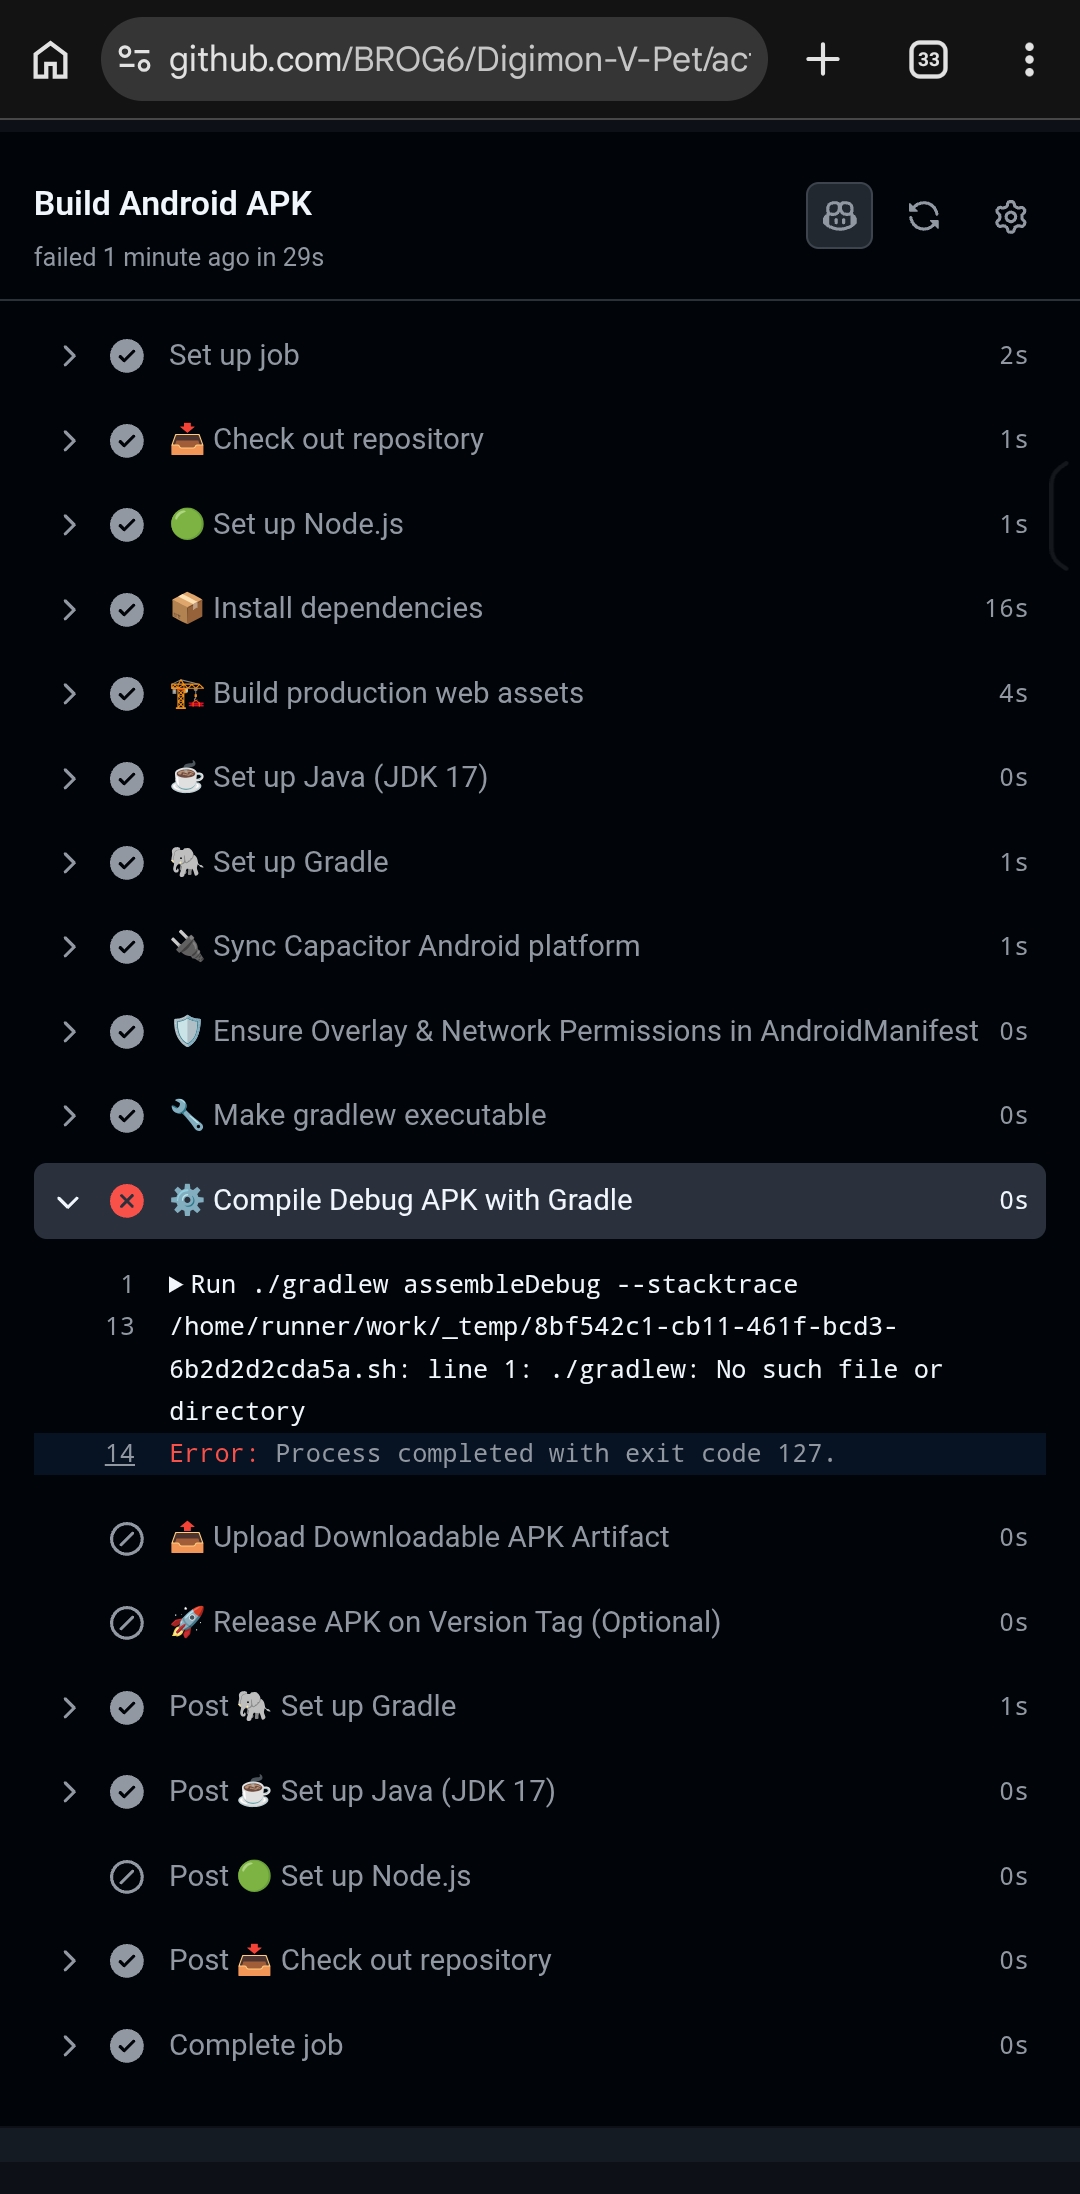 github.com/BROG6/Digimon-V-Pet/ac
33
Build Android APK
failed 1 minute ago in 29s
Set up job 2s
📥 Check out repository 1s
🟢 Set up Node.js 1s
📦 Install dependencies 16s
🏗️ Build production web assets 4s
☕ Set up Java (JDK 17) 0s
🐘 Set up Gradle 1s
🔌 Sync Capacitor Android platform 1s
🛡️ Ensure Overlay & Network Permissions in AndroidManifest 0s
🔧 Make gradlew executable 0s
⚙️ Compile Debug APK with Gradle 0s
1 ▶ Run ./gradlew assembleDebug --stacktrace
13 /home/runner/work/_temp/8bf542c1-cb11-461f-bcd3-
6b2d2d2cda5a.sh: line 1: ./gradlew: No such file or
directory
14 Error: Process completed with exit code 127.
📤 Upload Downloadable APK Artifact 0s
🚀 Release APK on Version Tag (Optional) 0s
Post 🐘 Set up Gradle 1s
Post ☕ Set up Java (JDK 17) 0s
Post 🟢 Set up Node.js 0s
Post 📥 Check out repository 0s
Complete job 0s